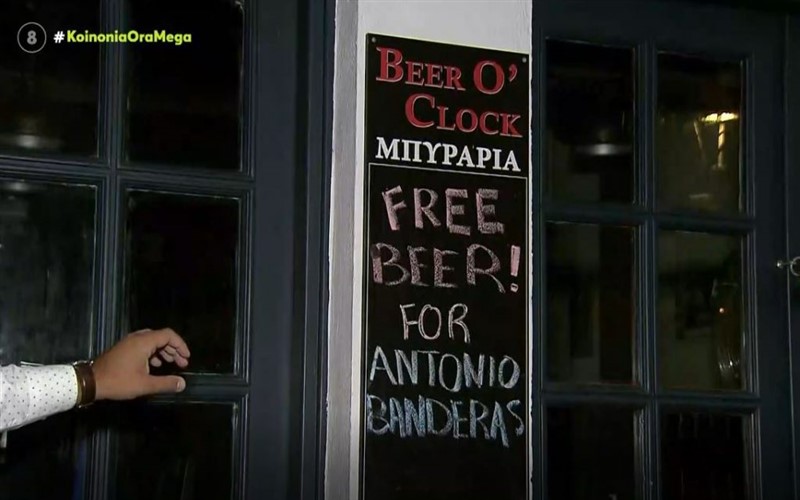 8 #KoinoniaOraMega
BEER O'
CLOCK
ΜΠΥΡΑΡΙΑ
FREE
BEER!
FOR
ANTONIO
BANDERAS